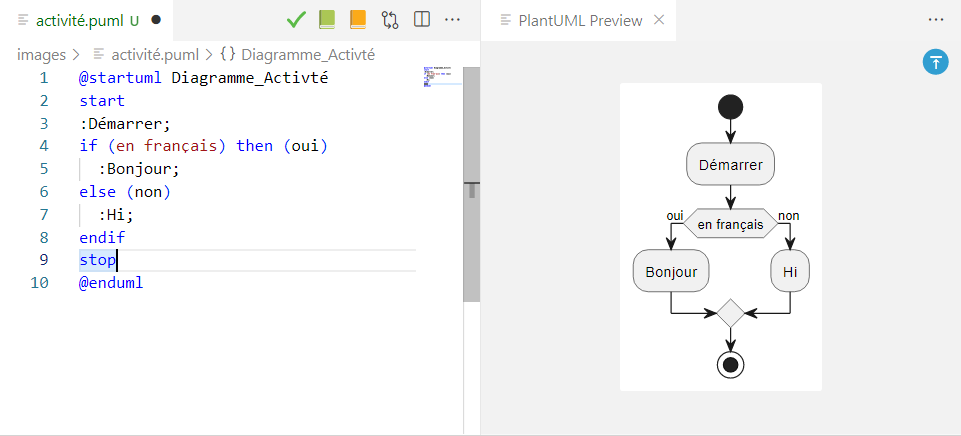 activité.puml U
images > activité.puml > {} Diagramme_Activté
1 @startuml Diagramme_Activté
2 start
3 :Démarrer;
4 if (en français) then (oui)
5 :Bonjour;
6 else (non)
7 :Hi;
8 endif
9 stop
10 @enduml
PlantUML Preview
Démarrer
oui en français non
Bonjour Hi